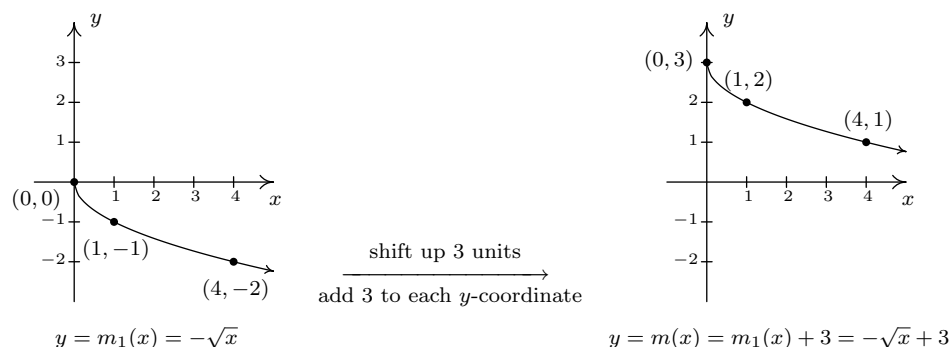 y
3
2
1
(0, 0)
1 2 3 4
x
−1
(1, −1)
−2
(4, −2)
y = m₁(x) = −√x
shift up 3 units
add 3 to each y-coordinate
y
(0, 3)
(1, 2)
2
(4, 1)
1
1 2 3 4
x
−1
−2
y = m(x) = m₁(x) + 3 = −√x + 3